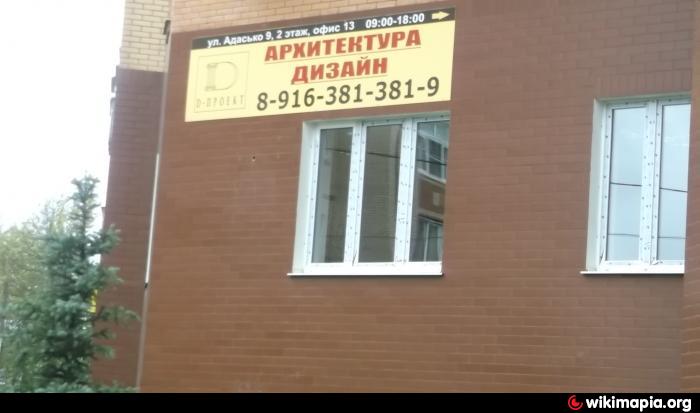 ул. Адасько 9, 2 этаж, офис 13 09:00-18:00
АРХИТЕКТУРА
ДИЗАЙН
D-ПРОЕКТ
8-916-381-381-9
wikimapia.org